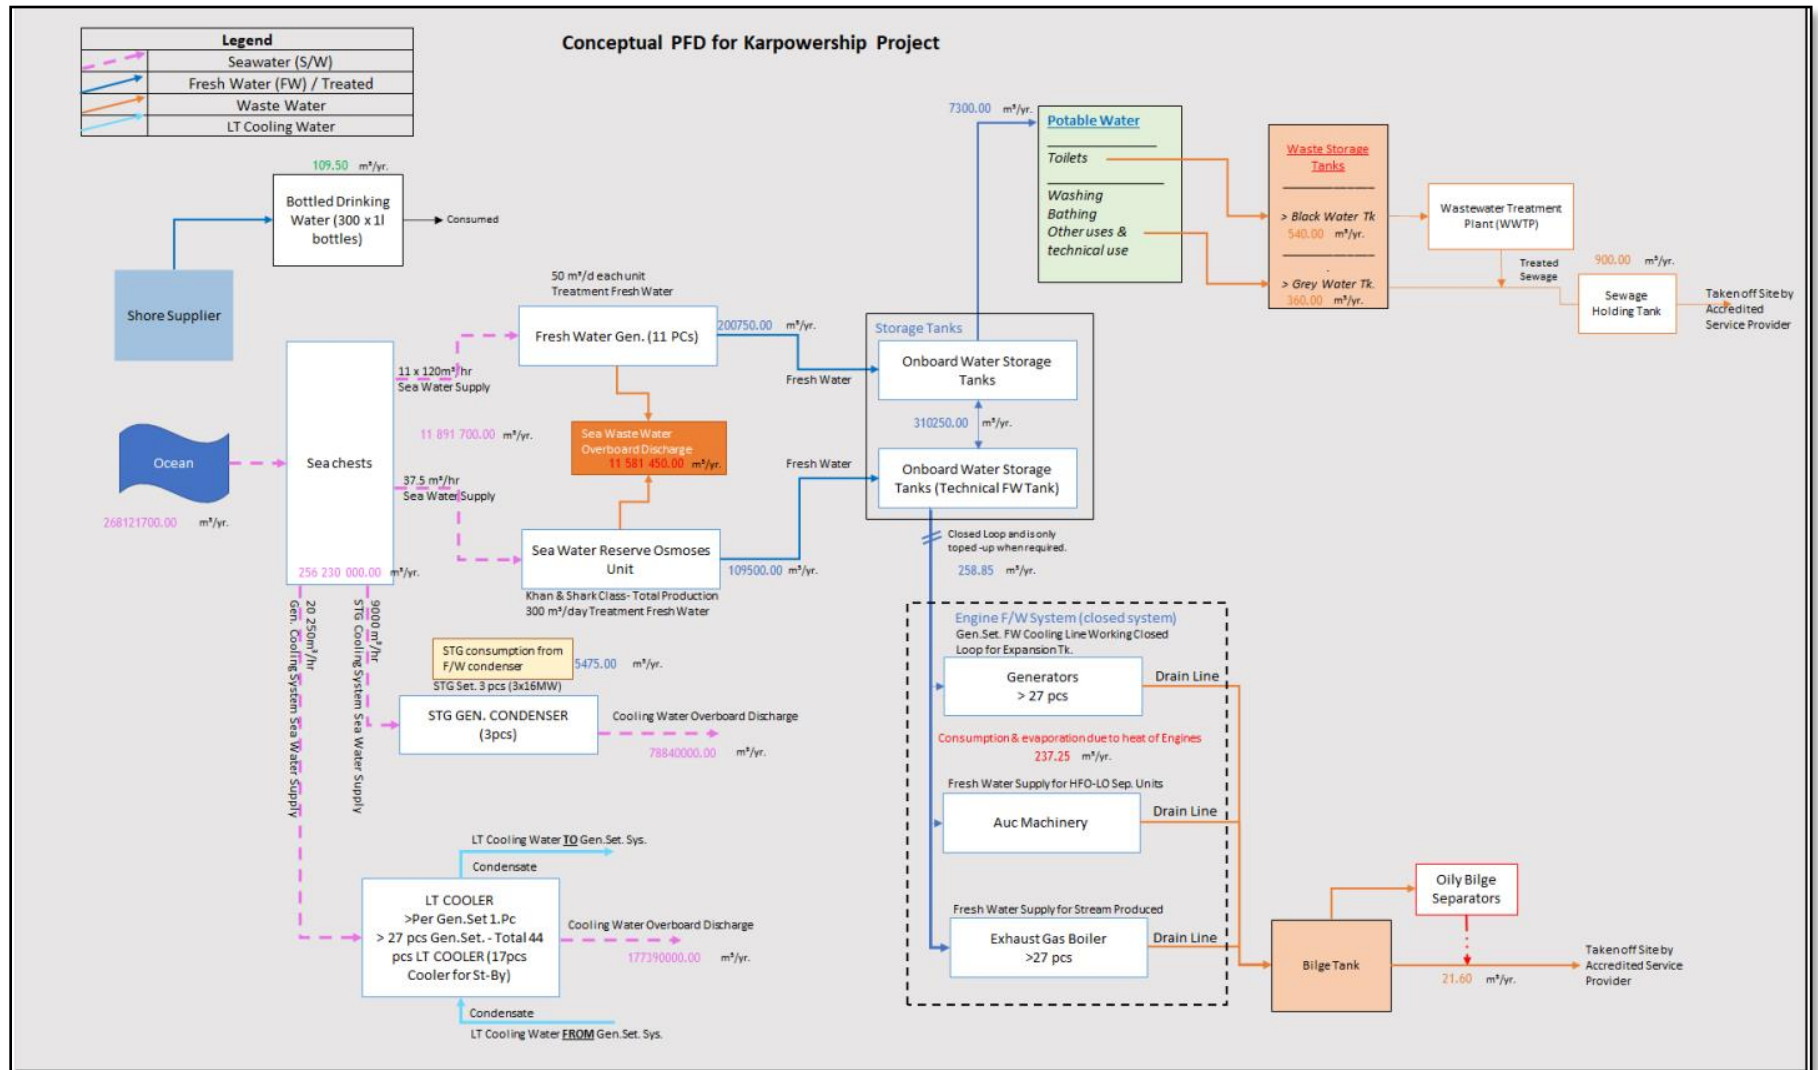 Conceptual PFD for Karpowership Project
Legend
Seawater (S/W)
Fresh Water (FW) / Treated
Waste Water
LT Cooling Water
109.50 m³/yr.
Bottled Drinking
Water (300 x 1l
bottles)
Consumed
Shore Supplier
Ocean
268121700.00 m³/yr.
Sea chests
256 230 000.00 m³/yr.
11 x 120m³/hr
Sea Water Supply
11 891 700.00 m³/yr.
37.5 m³/hr
Sea Water Supply
50 m³/d each unit
Treatment Fresh Water
Fresh Water Gen. (11 PCs)
200750.00 m³/yr.
Fresh Water
Sea Waste Water
Overboard Discharge
11 581 450.00 m³/yr.
Sea Water Reserve Osmoses
Unit
109500.00 m³/yr.
Fresh Water
Khan & Shark Class- Total Production
300 m³/day Treatment Fresh Water
Storage Tanks
Onboard Water Storage
Tanks
310250.00 m³/yr.
Onboard Water Storage
Tanks (Technical FW Tank)
7300.00 m³/yr.
Potable Water
Toilets
Washing
Bathing
Other uses &
technical use
Waste Storage
Tanks
> Black Water Tk
540.00 m³/yr.
.
> Grey Water Tk.
360.00 m³/yr.
Wastewater Treatment
Plant (WWTP)
Treated
Sewage
900.00 m³/yr.
Sewage
Holding Tank
Taken off Site by
Accredited
Service Provider
Closed Loop and is only
toped -up when required.
258.85 m³/yr.
Engine F/W System (closed system)
Gen.Set. FW Cooling Line Working Closed
Loop for Expansion Tk.
Generators
> 27 pcs
Drain Line
Consumption & evaporation due to heat of Engines
237.25 m³/yr.
Fresh Water Supply for HFO-LO Sep. Units
Auc Machinery
Drain Line
Fresh Water Supply for Stream Produced
Exhaust Gas Boiler
>27 pcs
Drain Line
Bilge Tank
Oily Bilge
Separators
21.60 m³/yr.
Taken off Site by
Accredited Service
Provider
20 250m³/hr
Gen. Cooling System Sea Water Supply
9000 m³/hr
STG Cooling System Sea Water Supply
STG consumption from
F/W condenser
5475.00 m³/yr.
STG Set. 3 pcs (3x16MW)
STG GEN. CONDENSER
(3pcs)
Cooling Water Overboard Discharge
78840000.00 m³/yr.
LT Cooling Water TO Gen.Set. Sys.
Condensate
LT COOLER
>Per Gen.Set 1.Pc
> 27 pcs Gen.Set. - Total 44
pcs LT COOLER (17pcs
Cooler for St-By)
Cooling Water Overboard Discharge
177390000.00 m³/yr.
Condensate
LT Cooling Water FROM Gen.Set. Sys.